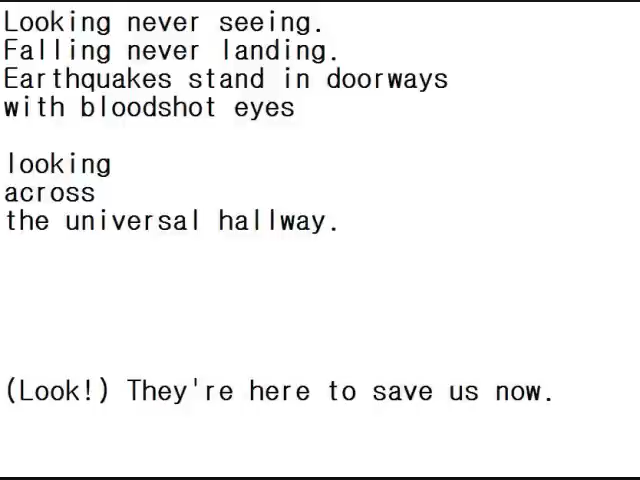 Looking never seeing.
Falling never landing.
Earthquakes stand in doorways
with bloodshot eyes
looking
across
the universal hallway.
(Look!) They're here to save us now.